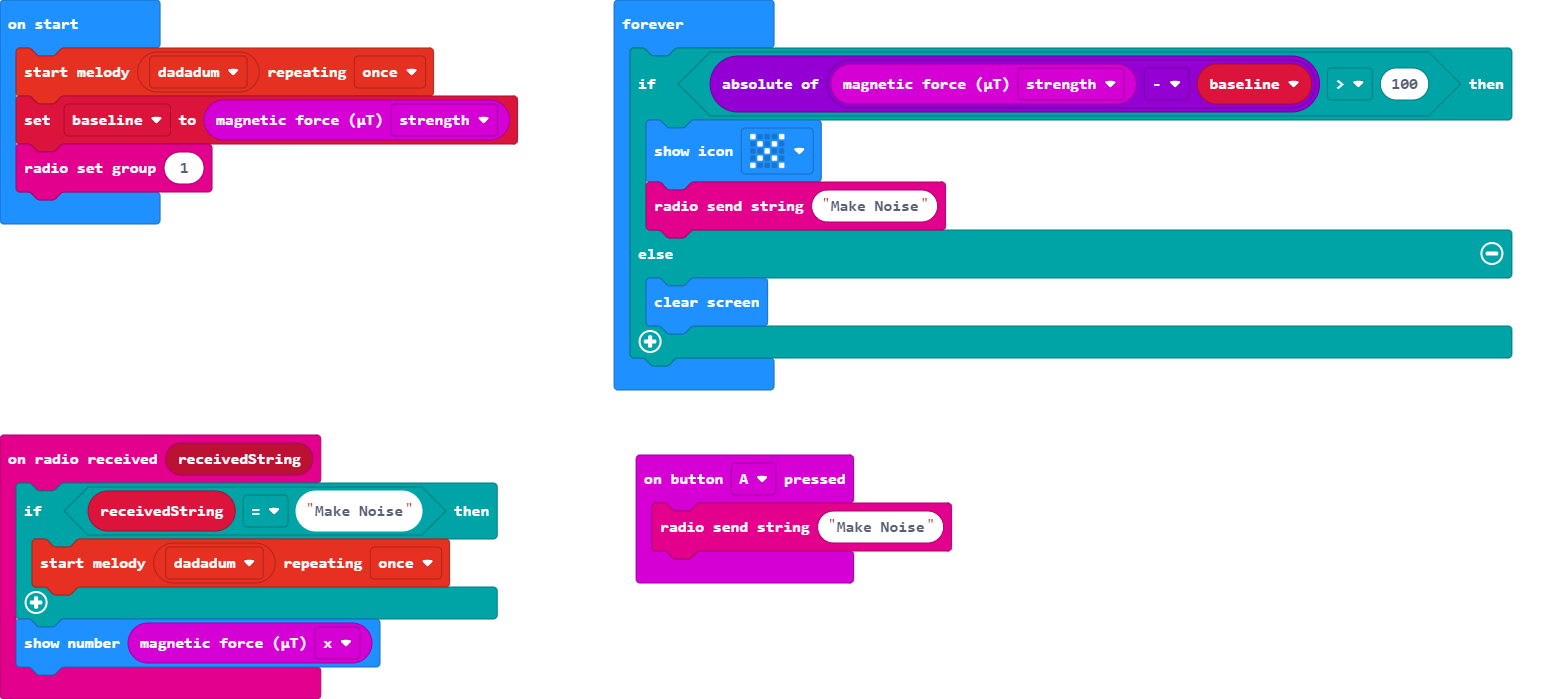 on start
start melody dadadum repeating once
set baseline to magnetic force (µT) strength
radio set group 1
forever
if absolute of magnetic force (µT) strength - baseline > 100 then
show icon
radio send string "Make Noise"
else
clear screen
on radio received receivedString
if receivedString = "Make Noise" then
start melody dadadum repeating once
show number magnetic force (µT) x
on button A pressed
radio send string "Make Noise"